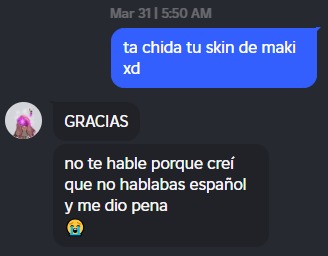 Mar 31 | 5:50 AM
ta chida tu skin de maki
xd
GRACIAS
no te hable porque creí
que no hablabas español
y me dio pena
😭